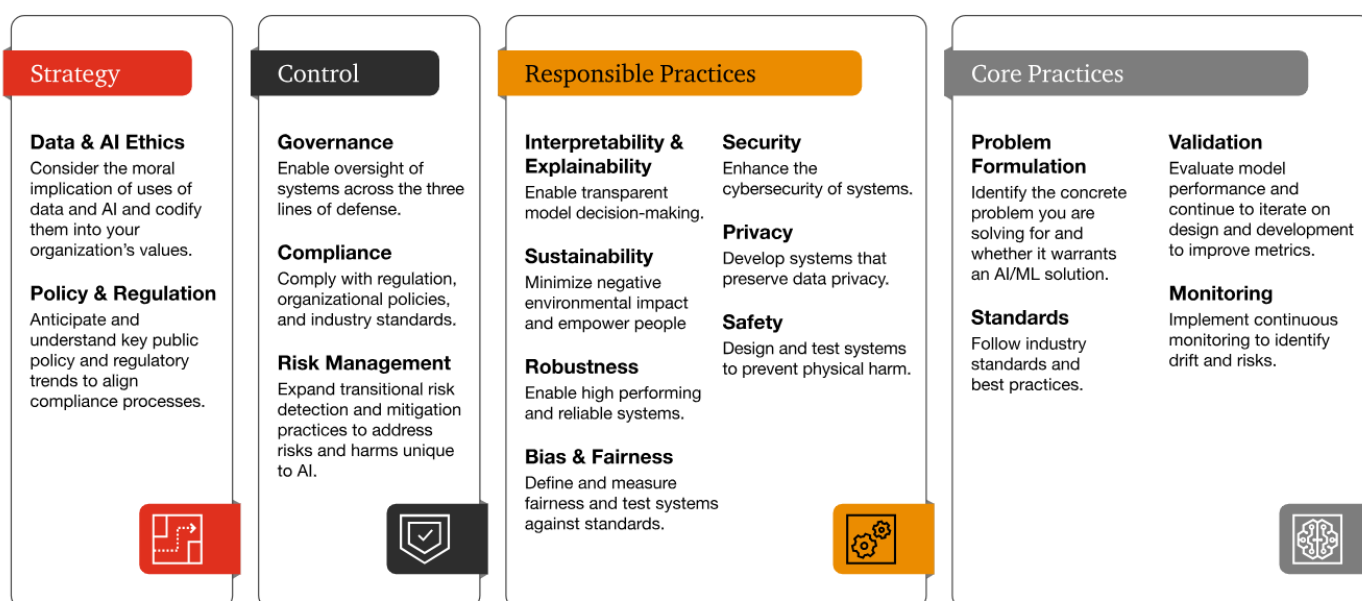 Strategy
Data & AI Ethics
Consider the moral
implication of uses of
data and AI and codify
them into your
organization's values.
Policy & Regulation
Anticipate and
understand key public
policy and regulatory
trends to align
compliance processes.
Control
Governance
Enable oversight of
systems across the three
lines of defense.
Compliance
Comply with regulation,
organizational policies,
and industry standards.
Risk Management
Expand transitional risk
detection and mitigation
practices to address
risks and harms unique
to AI.
Responsible Practices
Interpretability &
Explainability
Enable transparent
model decision-making.
Sustainability
Minimize negative
environmental impact
and empower people
Robustness
Enable high performing
and reliable systems.
Bias & Fairness
Define and measure
fairness and test systems
against standards.
Security
Enhance the
cybersecurity of systems.
Privacy
Develop systems that
preserve data privacy.
Safety
Design and test systems
to prevent physical harm.
Core Practices
Problem
Formulation
Identify the concrete
problem you are
solving for and
whether it warrants
an AI/ML solution.
Standards
Follow industry
standards and
best practices.
Validation
Evaluate model
performance and
continue to iterate on
design and development
to improve metrics.
Monitoring
Implement continuous
monitoring to identify
drift and risks.